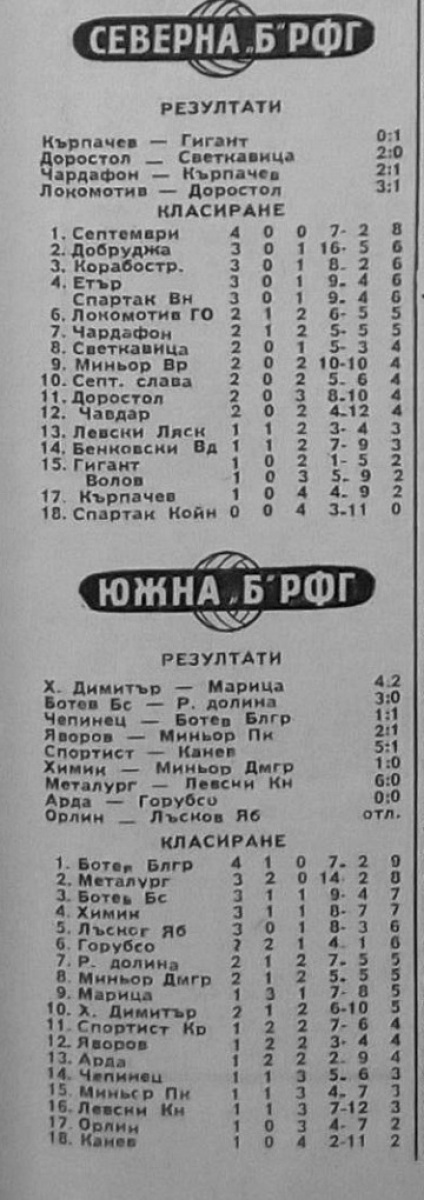 СЕВЕРНА „Б" РФГ
РЕЗУЛТАТИ
Кърпачев — Гигант 0:1
Доростол — Светкавица 2:0
Чардафон — Кърпачев 2:1
Локомотив — Доростол 3:1
КЛАСИРАНЕ
1. Септември 4 0 0 7- 2 8
2. Добруджа 3 0 1 16- 5 6
3. Корабостр. 3 0 1 8- 2 6
4. Етър 3 0 1 9- 4 6
Спартак Вн 3 0 1 9- 4 6
6. Локомотив ГО 2 1 2 6- 5 5
7. Чардафон 2 1 2 5- 5 5
8. Светкавица 2 0 1 5- 3 4
9. Миньор Вр 2 0 2 10-10 4
10. Септ. слава 2 0 2 5- 6 4
11. Доростол 2 0 3 8-10 4
12. Чавдар 2 0 2 4-12 4
13. Левски Ляск 1 1 2 3- 4 3
14. Бенковски Вд 1 1 2 7- 9 3
15. Гигант 1 0 2 1- 5 2
Волов 1 0 3 5- 9 2
17. Кърпачев 1 0 4 4- 9 2
18. Спартак Койн 0 0 4 3-11 0
ЮЖНА „Б" РФГ
РЕЗУЛТАТИ
Х. Димитър — Марица 4:2
Ботев Бс — Р. долина 3:0
Чепинец — Ботев Блгр 1:1
Яворов — Миньор Пк 2:1
Спортист — Канев 5:1
Химик — Миньор Дмгр 1:0
Металург — Левски Кн 6:0
Арда — Горубсо 0:0
Орлин — Лъсков Яб отл.
КЛАСИРАНЕ
1. Ботев Блгр 4 1 0 7- 2 9
2. Металург 3 2 0 14- 2 8
3. Ботев Бс 3 1 1 9- 4 7
4. Химик 3 1 1 8- 7 7
5. Лъсков Яб 3 0 1 8- 3 6
6. Горубсо 2 2 1 4- 1 6
7. Р. долина 2 1 2 7- 5 5
8. Миньор Дмгр 2 1 2 5- 5 5
9. Марица 1 3 1 7- 8 5
10. Х. Димитър 2 1 2 6-10 5
11. Спортист Кр 1 2 2 7- 6 4
12. Яворов 1 2 2 3- 4 4
13. Арда 1 2 2 2- 9 4
14. Чепинец 1 1 3 5- 6 3
15. Миньор Пк 1 1 3 4- 7 3
16. Левски Кн 1 1 3 7-12 3
17. Орлин 1 0 3 4- 7 2
18. Канев 1 0 4 2-11 2